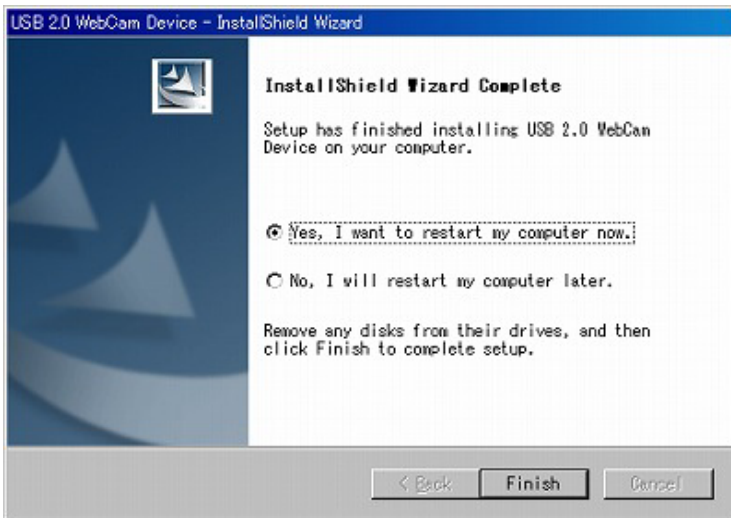 USB 2.0 WebCam Device - InstallShield Wizard
InstallShield Wizard Complete
Setup has finished installing USB 2.0 WebCam
Device on your computer.
Yes, I want to restart my computer now.
No, I will restart my computer later.
Remove any disks from their drives, and then
click Finish to complete setup.
< Back Finish Cancel